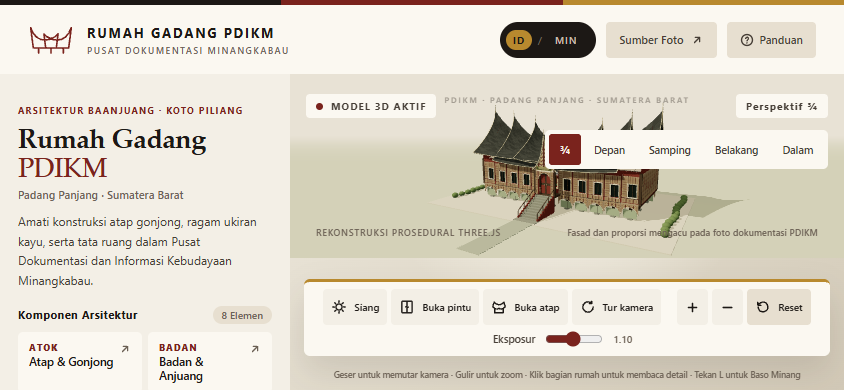 RUMAH GADANG PDIKM
PUSAT DOKUMENTASI MINANGKABAU
ID / MIN
Sumber Foto
Panduan
ARSITEKTUR BAANJUANG · KOTO PILIANG
Rumah Gadang
PDIKM
Padang Panjang · Sumatera Barat
Amati konstruksi atap gonjong, ragam ukiran
kayu, serta tata ruang dalam Pusat
Dokumentasi dan Informasi Kebudayaan
Minangkabau.
Komponen Arsitektur
8 Elemen
ATOK
Atap & Gonjong
BADAN
Badan &
Anjuang
MODEL 3D AKTIF
PDIKM · PADANG PANJANG · SUMATERA BARAT
Perspektif ¾
¾ Depan Samping Belakang Dalam
REKONSTRUKSI PROSEDURAL THREE.JS
Fasad dan proporsi mengacu pada foto dokumentasi PDIKM
Siang Buka pintu Buka atap Tur kamera + − Reset
Eksposur 1.10
Geser untuk memutar kamera · Gulir untuk zoom · Klik bagian rumah untuk membaca detail · Tekan L untuk Baso Minang